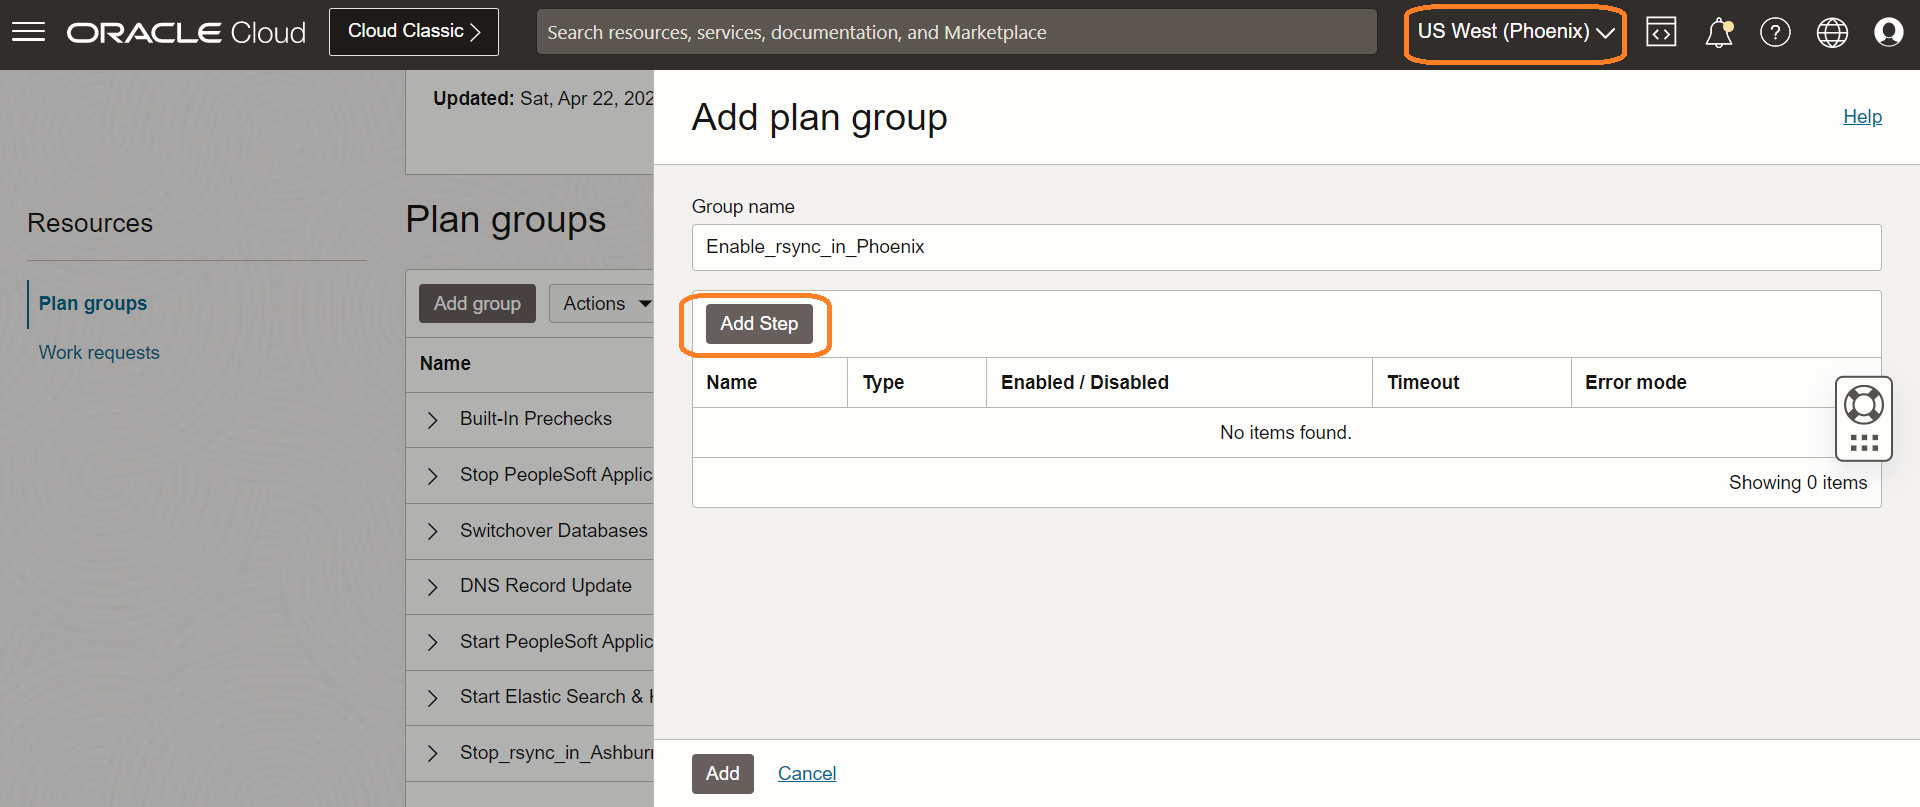 ORACLE Cloud
Cloud Classic
Search resources, services, documentation, and Marketplace
US West (Phoenix)
Updated: Sat, Apr 22, 202
Resources
Plan groups
Work requests
Plan groups
Add group
Actions
Name
Built-In Prechecks
Stop PeopleSoft Applic
Switchover Databases
DNS Record Update
Start PeopleSoft Applic
Start Elastic Search &
Stop_rsync_in_Ashbur
Add plan group
Help
Group name
Enable_rsync_in_Phoenix
Add Step
Name Type Enabled / Disabled Timeout Error mode
No items found.
Showing 0 items
Add
Cancel